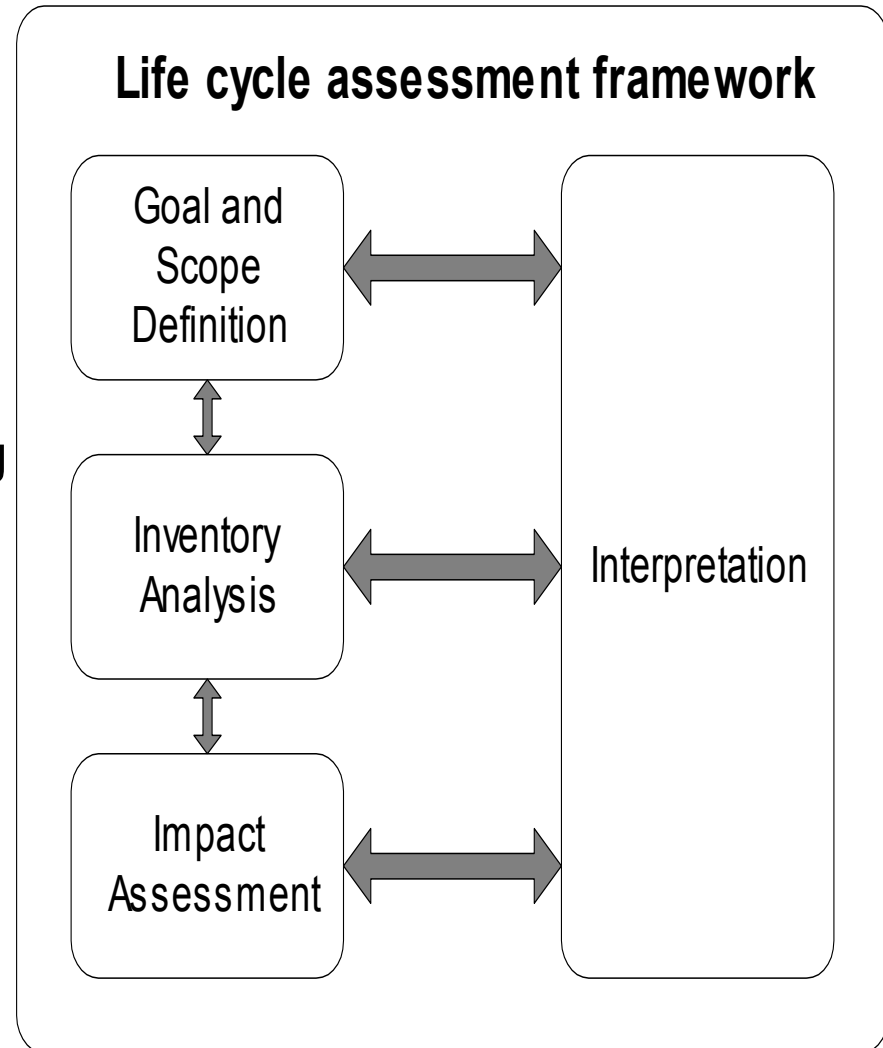 Life cycle assessment framework
Goal and
Scope
Definition
Inventory
Analysis
Interpretation
Impact
Assessment